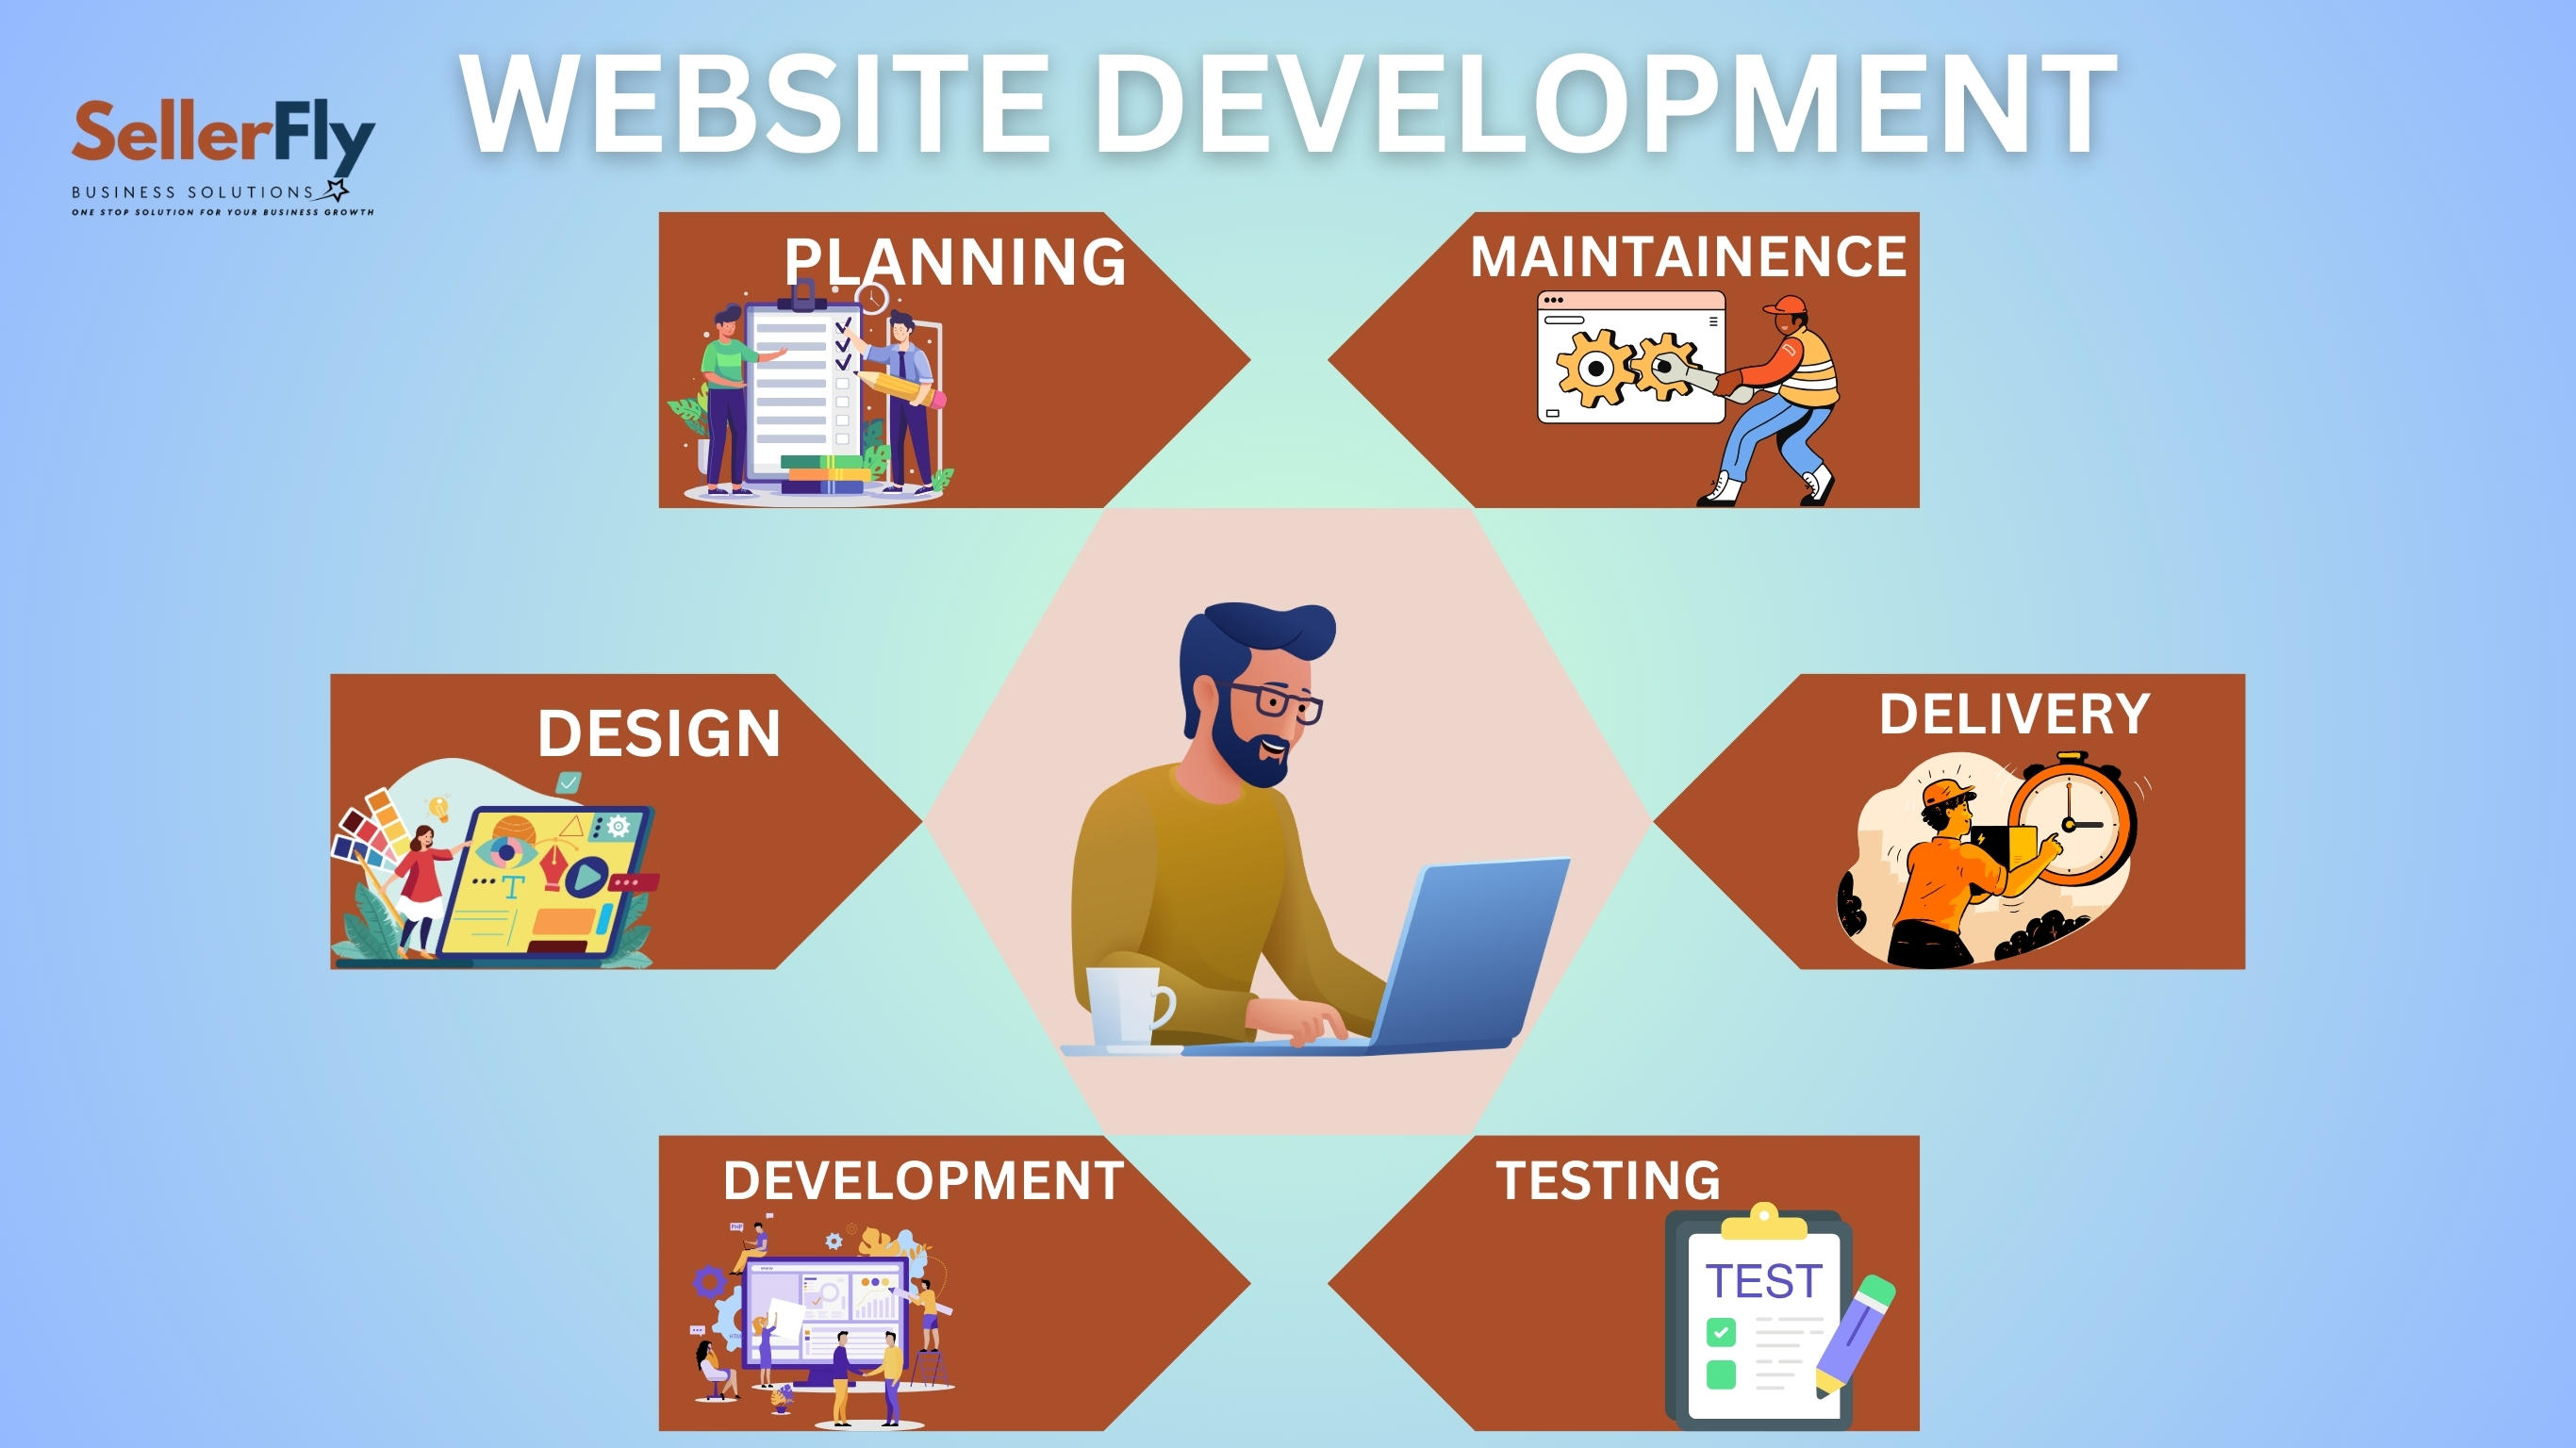 WEBSITE DEVELOPMENT
SellerFly
BUSINESS SOLUTIONS
ONE STOP SOLUTION FOR YOUR BUSINESS GROWTH
PLANNING
MAINTAINENCE
DESIGN
T
DELIVERY
DEVELOPMENT
PHP
TESTING
TEST